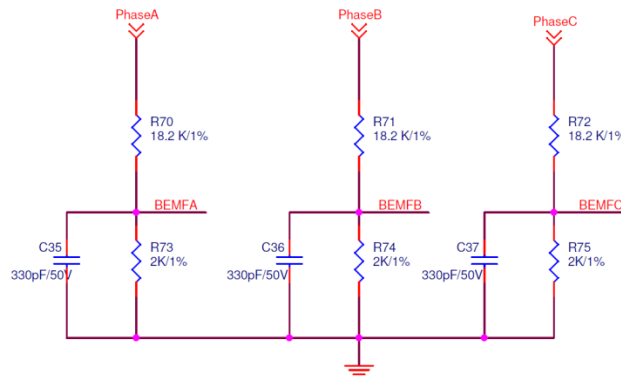 PhaseA
PhaseB
PhaseC
R70
18.2 K/1%
R71
18.2 K/1%
R72
18.2 K/1%
BEMFA
BEMFB
BEMFC
C35
330pF/50V
R73
2K/1%
C36
330pF/50V
R74
2K/1%
C37
330pF/50V
R75
2K/1%